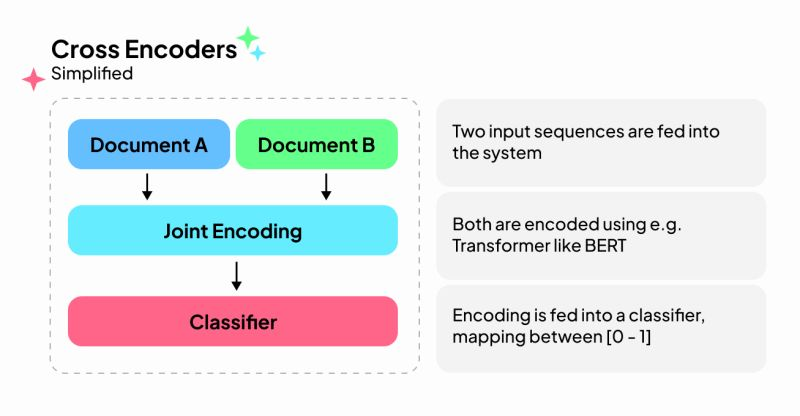 Cross Encoders
Simplified
Document A
Document B
Two input sequences are fed into
the system
Joint Encoding
Both are encoded using e.g.
Transformer like BERT
Classifier
Encoding is fed into a classifier,
mapping between [0 - 1]